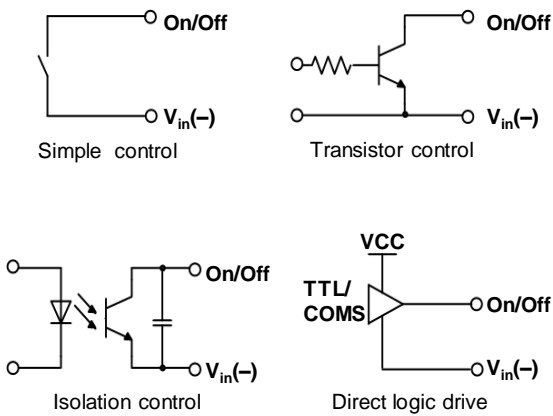 On/Off
Vin(–)
Simple control
On/Off
Vin(–)
Transistor control
On/Off
Vin(–)
Isolation control
VCC
TTL/
COMS
On/Off
Vin(–)
Direct logic drive